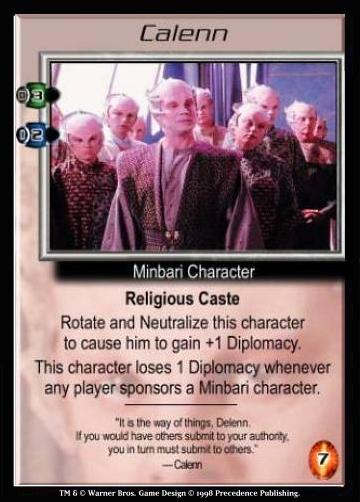 Calenn
3
2
Minbari Character
Religious Caste
Rotate and Neutralize this character
to cause him to gain +1 Diplomacy.
This character loses 1 Diplomacy whenever
any player sponsors a Minbari character.
"It is the way of things, Delenn.
If you would have others submit to your authority,
you in turn must submit to others."
— Calenn
7
TM & © Warner Bros. Game Design © 1998 Precedence Publishing.